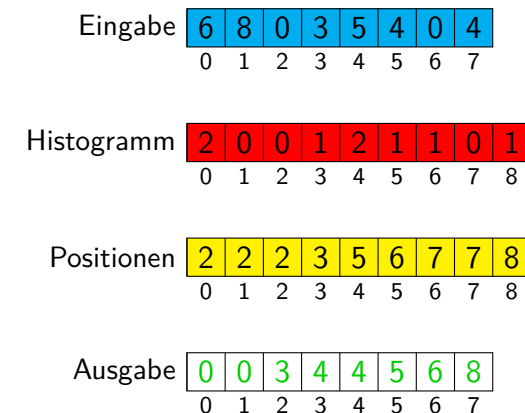 Eingabe 6 8 0 3 5 4 0 4
0 1 2 3 4 5 6 7
Histogramm 2 0 0 1 2 1 1 0 1
0 1 2 3 4 5 6 7 8
Positionen 2 2 2 3 5 6 7 7 8
0 1 2 3 4 5 6 7 8
Ausgabe 0 0 3 4 4 5 6 8
0 1 2 3 4 5 6 7